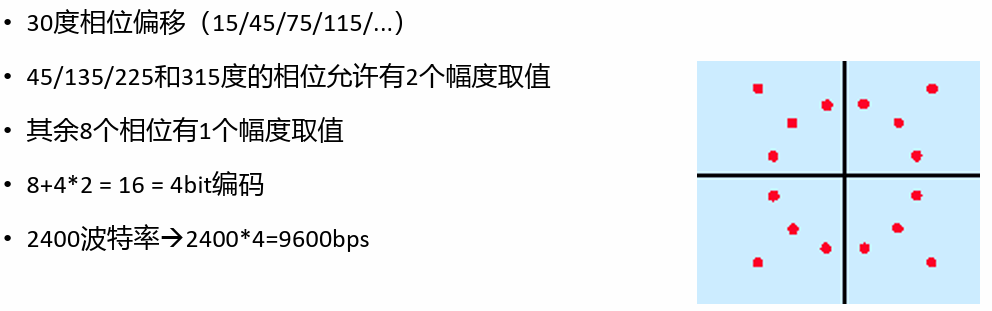 • 30度相位偏移（15/45/75/115/...）
• 45/135/225和315度的相位允许有2个幅度取值
• 其余8个相位有1个幅度取值
• 8+4*2 = 16 = 4bit编码
• 2400波特率→2400*4=9600bps